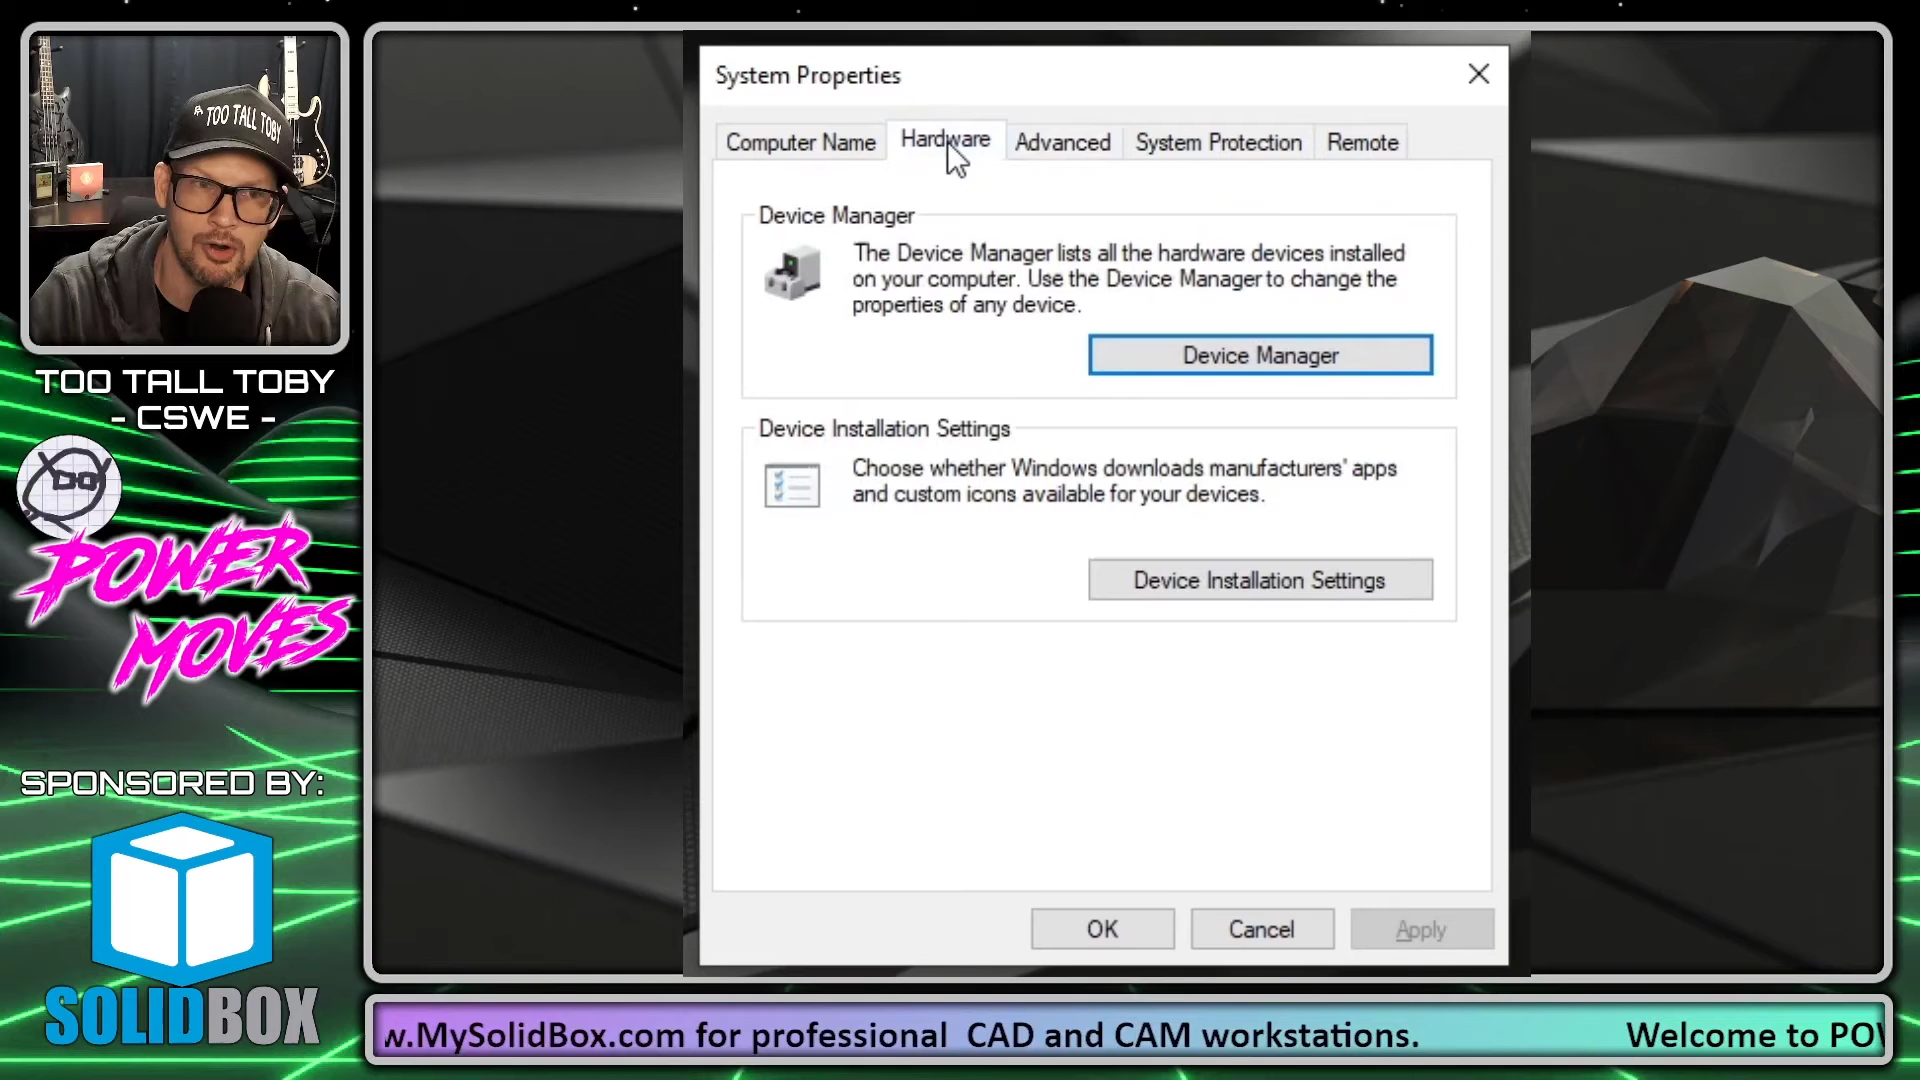 TOO TALL TOBY
TOO TALL TOBY
- CSWE -
POWER
MOVES
SPONSORED BY:
SOLIDBOX
System Properties
Computer Name
Hardware
Advanced
System Protection
Remote
Device Manager
The Device Manager lists all the hardware devices installed
on your computer. Use the Device Manager to change the
properties of any device.
Device Manager
Device Installation Settings
Choose whether Windows downloads manufacturers' apps
and custom icons available for your devices.
Device Installation Settings
OK
Cancel
Apply
w.MySolidBox.com for professional CAD and CAM workstations. Welcome to POW